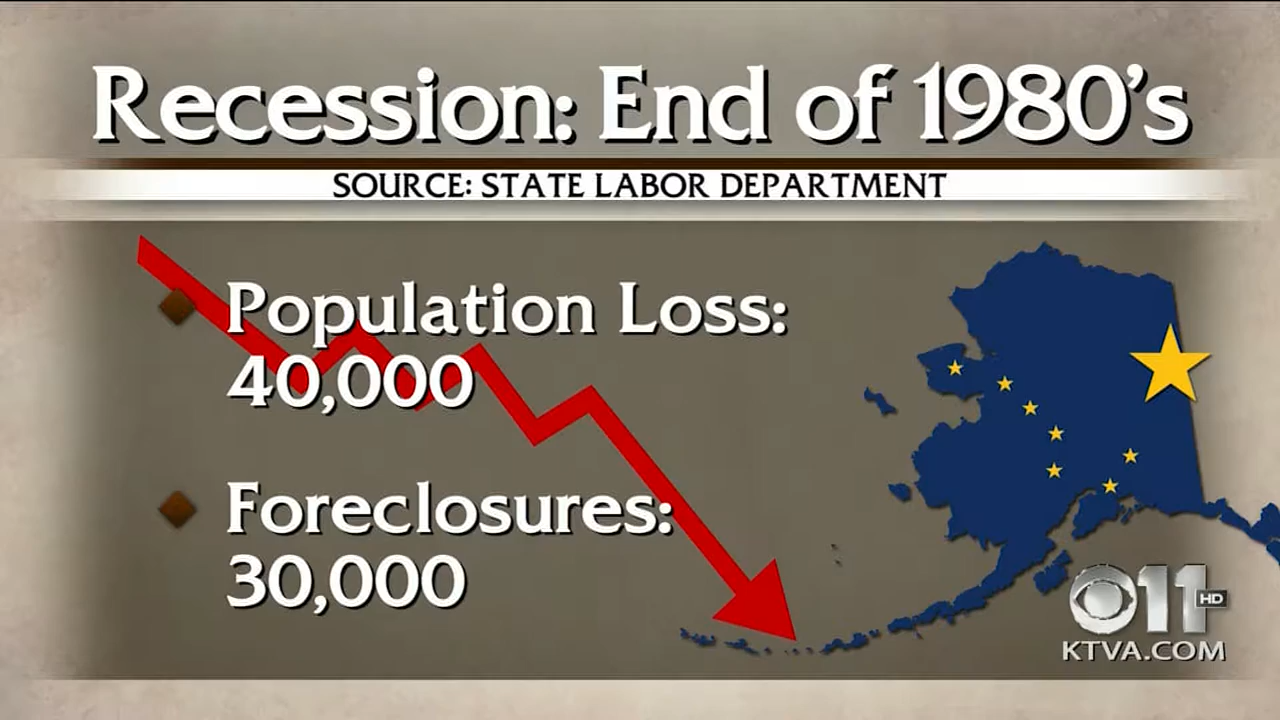 Recession: End of 1980's
SOURCE: STATE LABOR DEPARTMENT
Population Loss:
40,000
Foreclosures:
30,000
11 HD
KTVA.COM